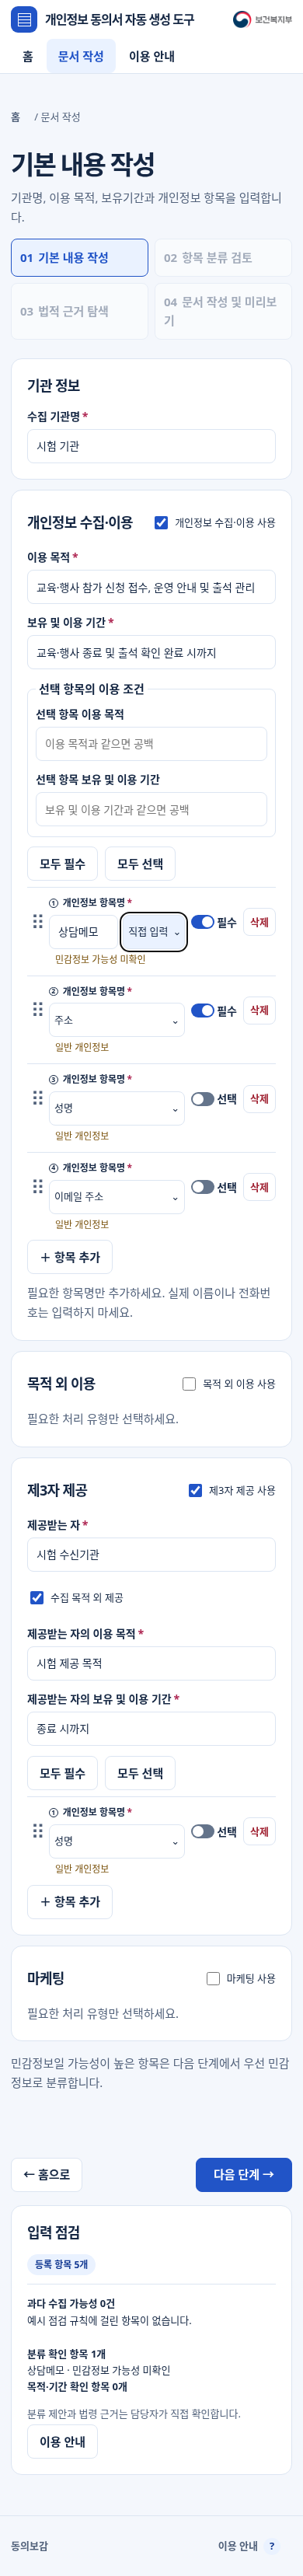 개인정보 동의서 자동 생성 도구
보건복지부
홈 문서 작성 이용 안내
홈 / 문서 작성
기본 내용 작성
기관명, 이용 목적, 보유기간과 개인정보 항목을 입력합니
다.
01 기본 내용 작성
02 항목 분류 검토
03 법적 근거 탐색
04 문서 작성 및 미리보
기
기관 정보
수집 기관명 *
시험 기관
개인정보 수집·이용
개인정보 수집·이용 사용
이용 목적 *
교육·행사 참가 신청 접수, 운영 안내 및 출석 관리
보유 및 이용 기간 *
교육·행사 종료 및 출석 확인 완료 시까지
선택 항목의 이용 조건
선택 항목 이용 목적
이용 목적과 같으면 공백
선택 항목 보유 및 이용 기간
보유 및 이용 기간과 같으면 공백
모두 필수 모두 선택
① 개인정보 항목명 *
상담메모 직접 입력 필수 삭제
민감정보 가능성 미확인
② 개인정보 항목명 *
주소 필수 삭제
일반 개인정보
③ 개인정보 항목명 *
성명 선택 삭제
일반 개인정보
④ 개인정보 항목명 *
이메일 주소 선택 삭제
일반 개인정보
+ 항목 추가
필요한 항목명만 추가하세요. 실제 이름이나 전화번
호는 입력하지 마세요.
목적 외 이용
목적 외 이용 사용
필요한 처리 유형만 선택하세요.
제3자 제공
제3자 제공 사용
제공받는 자 *
시험 수신기관
수집 목적 외 제공
제공받는 자의 이용 목적 *
시험 제공 목적
제공받는 자의 보유 및 이용 기간 *
종료 시까지
모두 필수 모두 선택
① 개인정보 항목명 *
성명 선택 삭제
일반 개인정보
+ 항목 추가
마케팅
마케팅 사용
필요한 처리 유형만 선택하세요.
민감정보일 가능성이 높은 항목은 다음 단계에서 우선 민감
정보로 분류합니다.
← 홈으로
다음 단계 →
입력 점검
등록 항목 5개
과다 수집 가능성 0건
예시 점검 규칙에 걸린 항목이 없습니다.
분류 확인 항목 1개
상담메모 · 민감정보 가능성 미확인
목적·기간 확인 항목 0개
분류 제안과 법령 근거는 담당자가 직접 확인합니다.
이용 안내
동의보감
이용 안내 ?